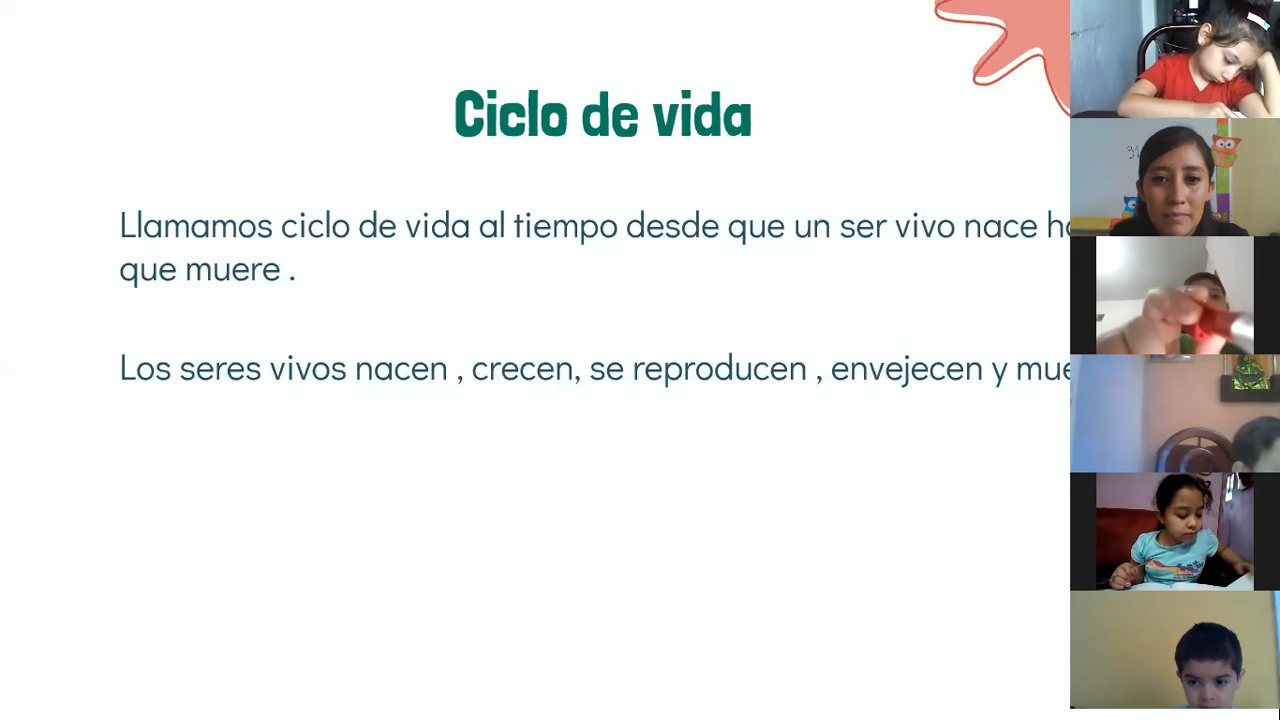 Ciclo de vida
Llamamos ciclo de vida al tiempo desde que un ser vivo nace
que muere .
Los seres vivos nacen , crecen, se reproducen , envejecen y